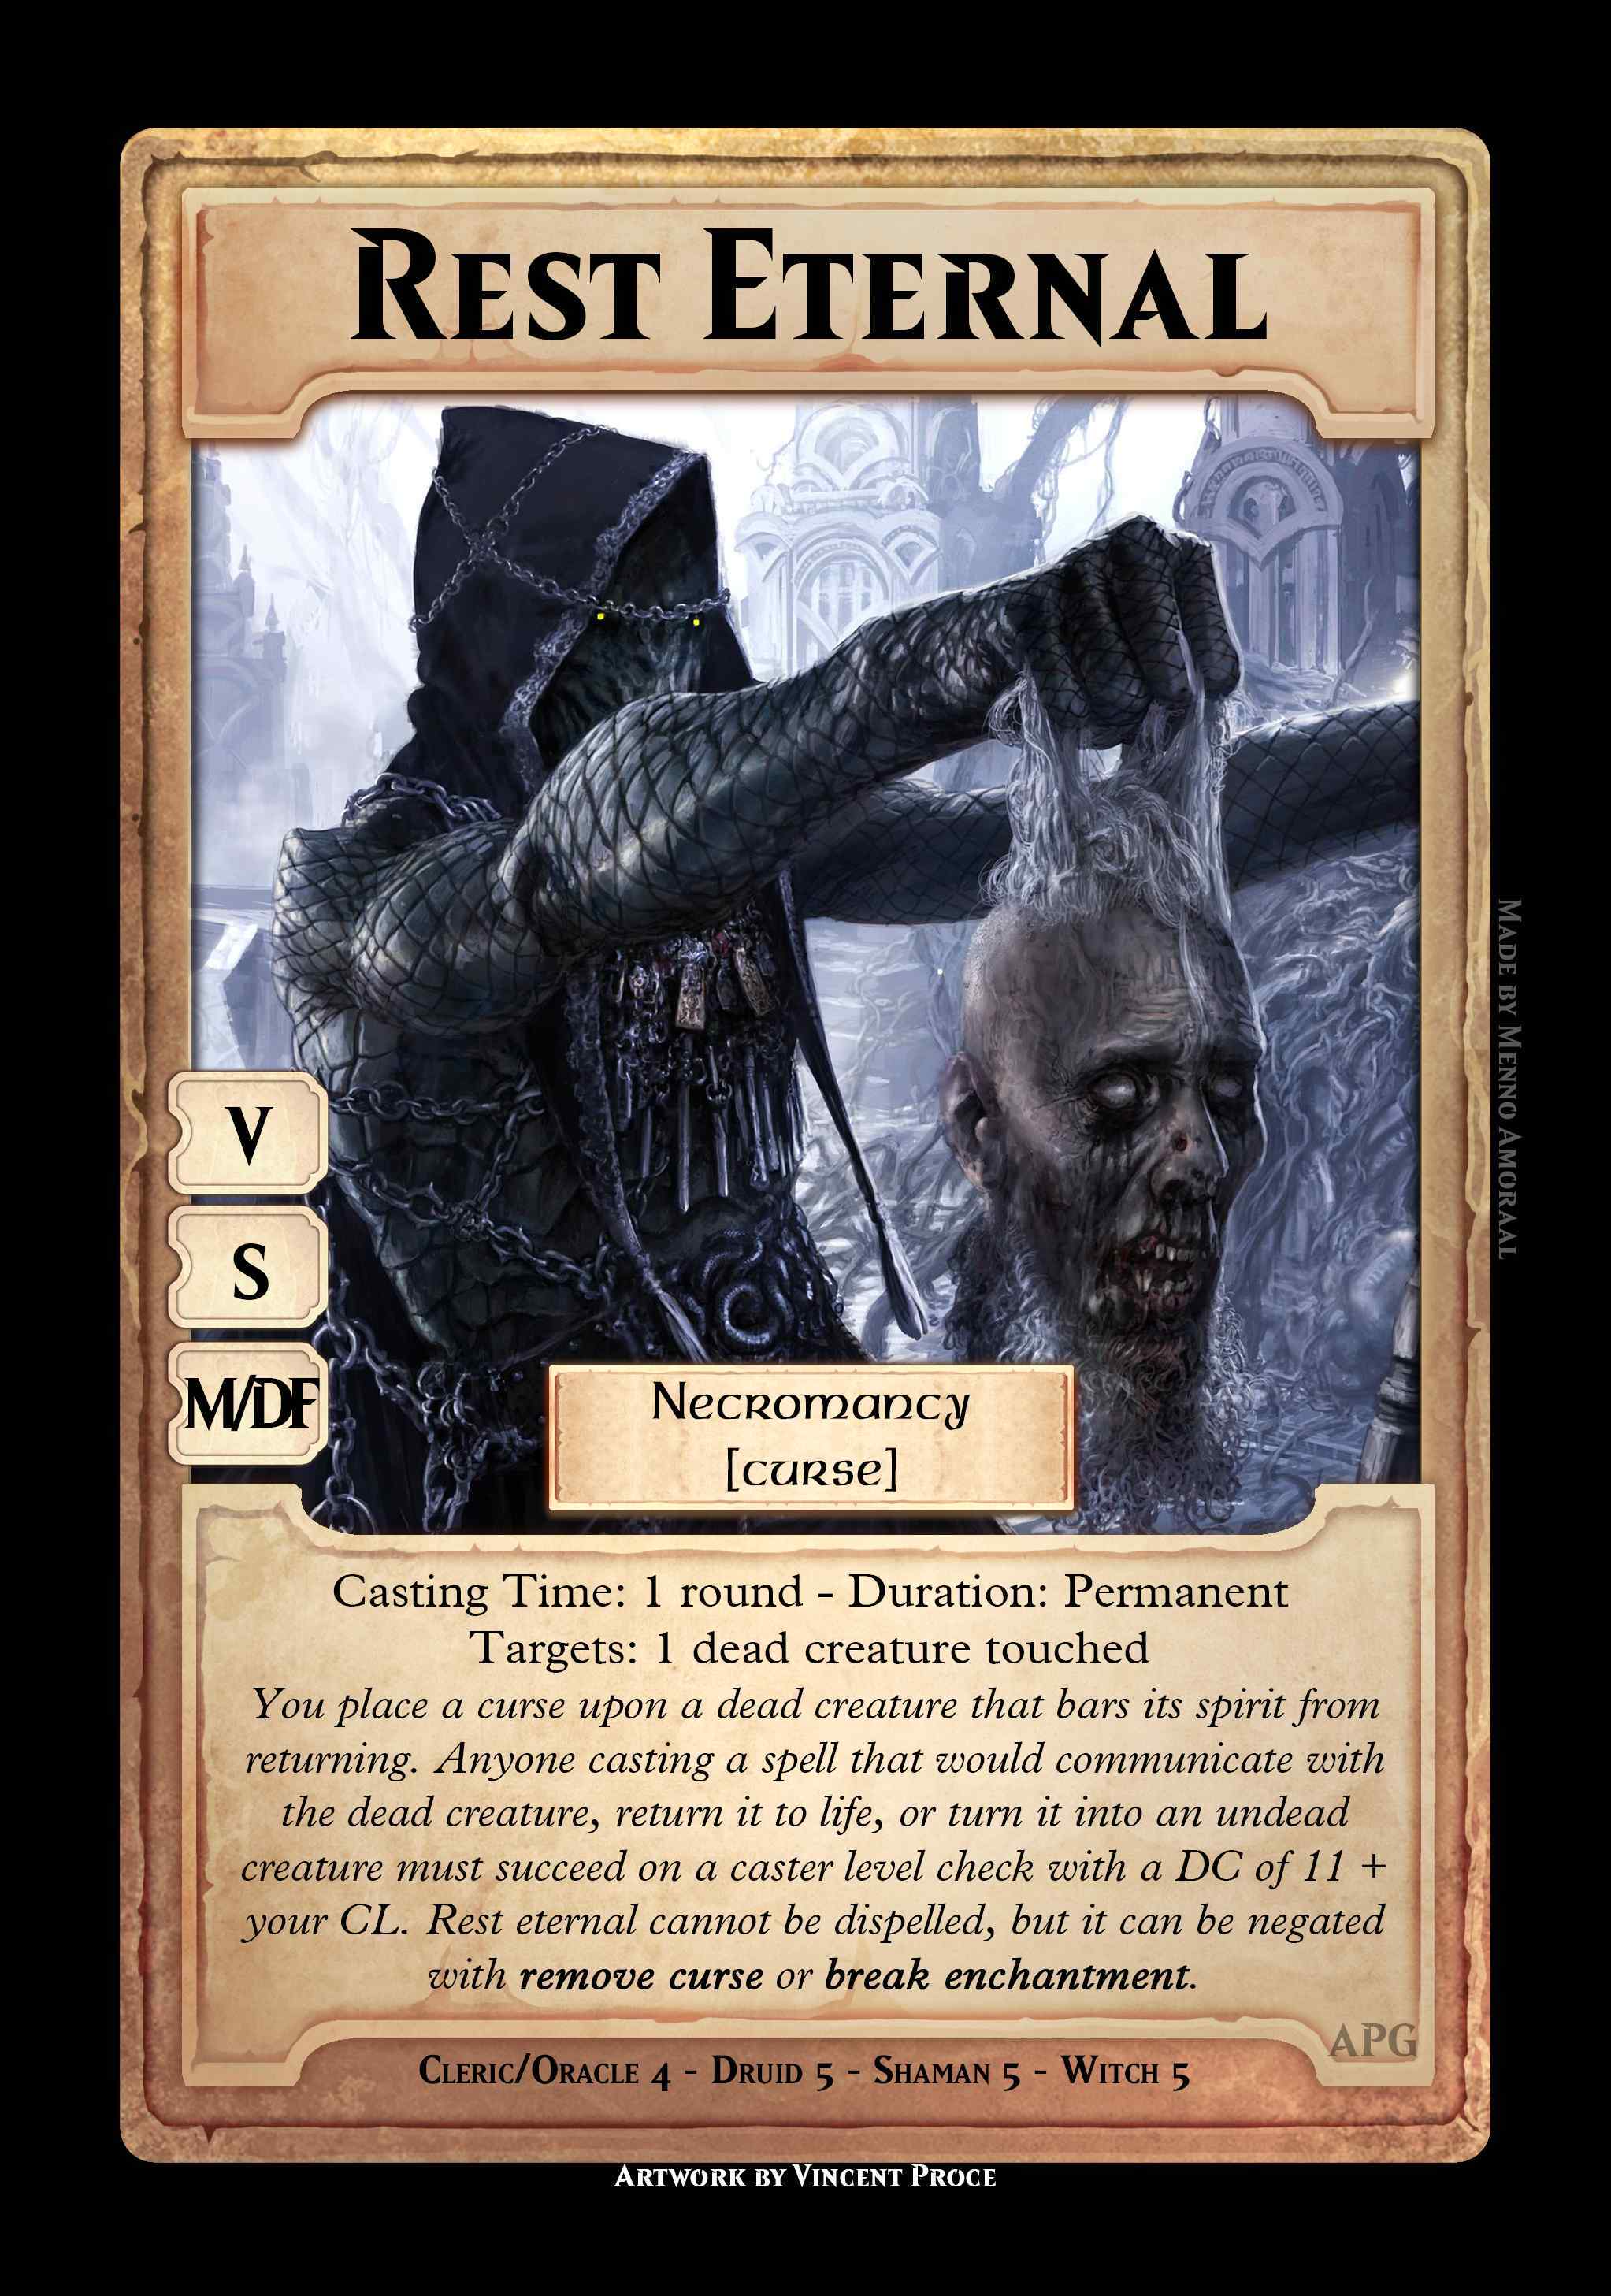 Rest Eternal
V
S
M/DF
Necromancy
[curse]
Casting Time: 1 round - Duration: Permanent
Targets: 1 dead creature touched
You place a curse upon a dead creature that bars its spirit from
returning. Anyone casting a spell that would communicate with
the dead creature, return it to life, or turn it into an undead
creature must succeed on a caster level check with a DC of 11 +
your CL. Rest eternal cannot be dispelled, but it can be negated
with remove curse or break enchantment.
APG
Cleric/Oracle 4 - Druid 5 - Shaman 5 - Witch 5
Artwork by Vincent Proce
Made by Menno Amoraal